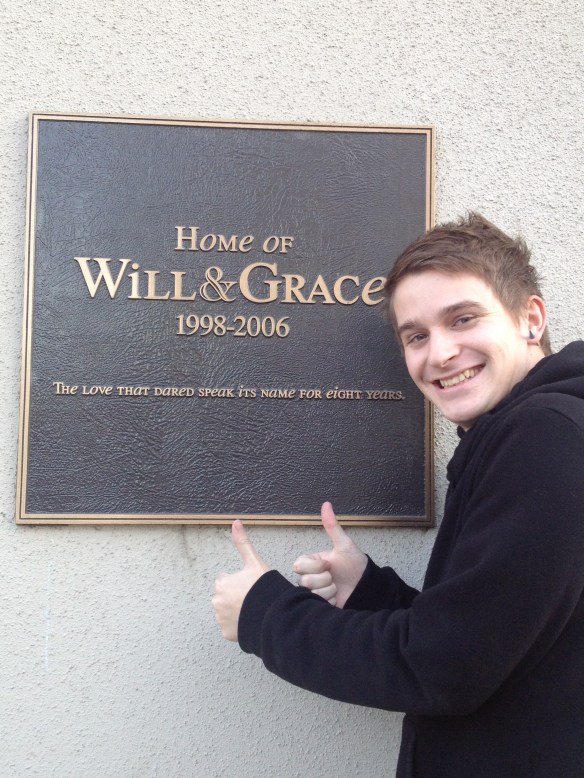 Home of
Will & Grace
1998-2006
The love that dared speak its name for eight years.